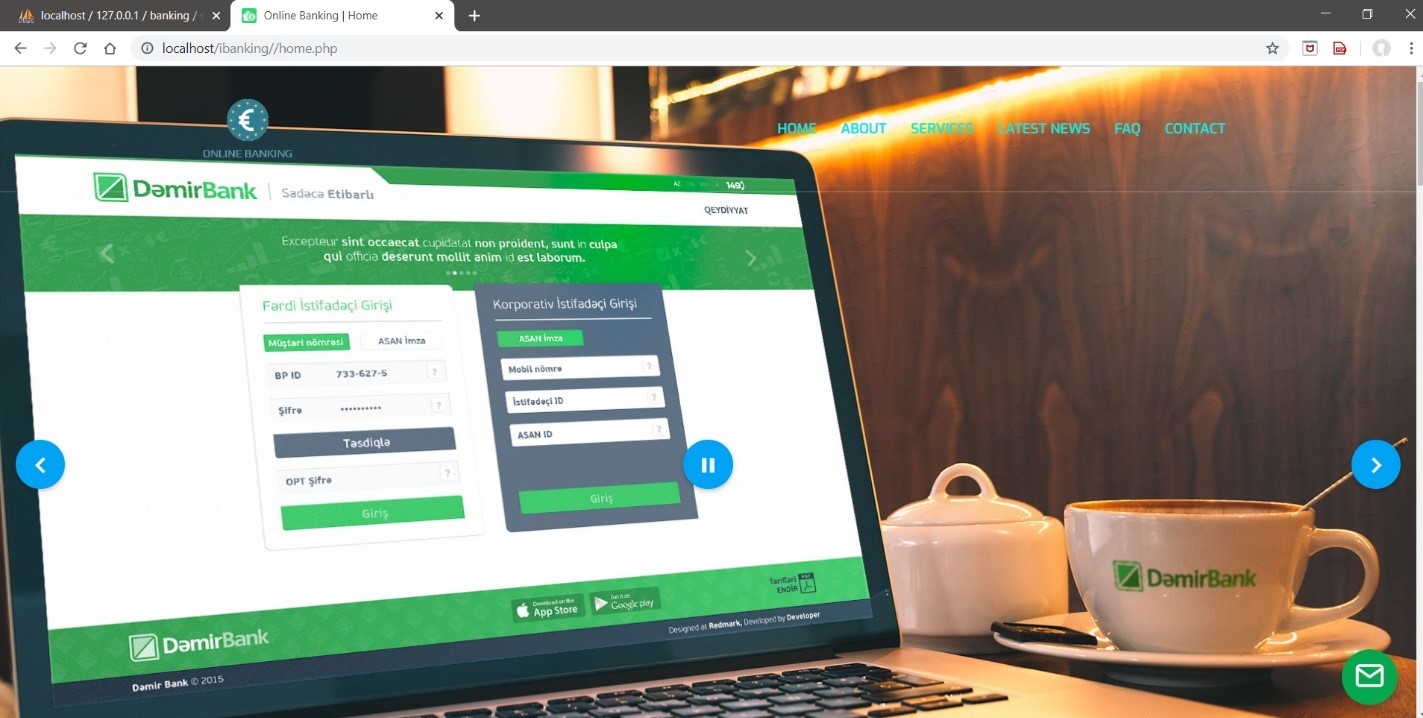 localhost / 127.0.0.1 / banking /
Online Banking | Home
localhost/ibanking//home.php
€
ONLINE BANKING
HOME ABOUT SERVICES LATEST NEWS FAQ CONTACT
DəmirBank | Sadəcə Etibarlı
AZ
149
QEYDİYYAT
Excepteur sint occaecat cupidatat non proident, sunt in culpa
qui officia deserunt mollit anim id est laborum.
Fərdi İstifadəçi Girişi
Müştəri nömrəsi ASAN İmza
BP ID 733-627-5 ?
Şifrə •••••••••• ?
Təsdiqlə
OPT Şifrə ?
Giriş
Korporativ İstifadəçi Girişi
ASAN İmza
Mobil nömrə ?
İstifadəçi ID ?
ASAN ID ?
Giriş
Download on the
App Store
Get it on
Google play
Tarifləri
ENDİR
PDF
DəmirBank
Dəmir Bank © 2015
Designed at Redmark, Developed by Developer
DəmirBank